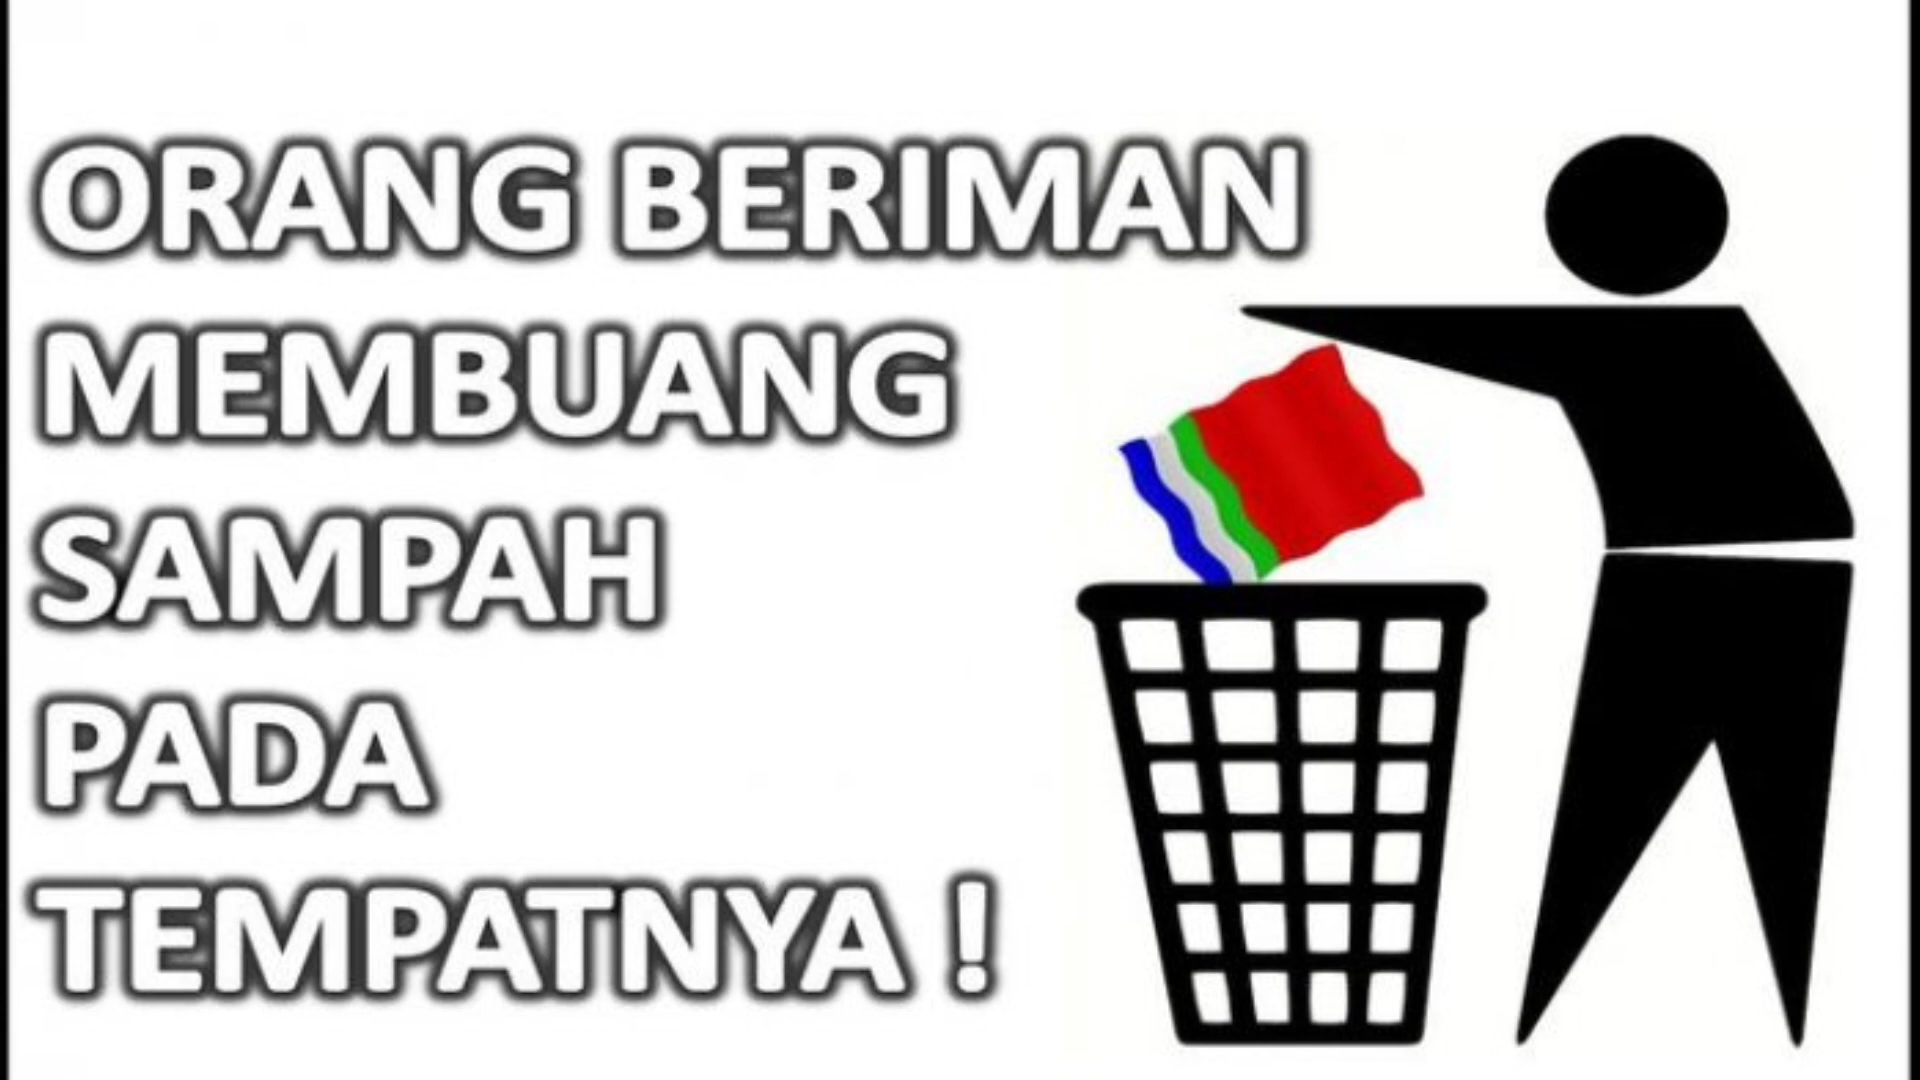 ORANG BERIMAN
MEMBUANG
SAMPAH
PADA
TEMPATNYA !